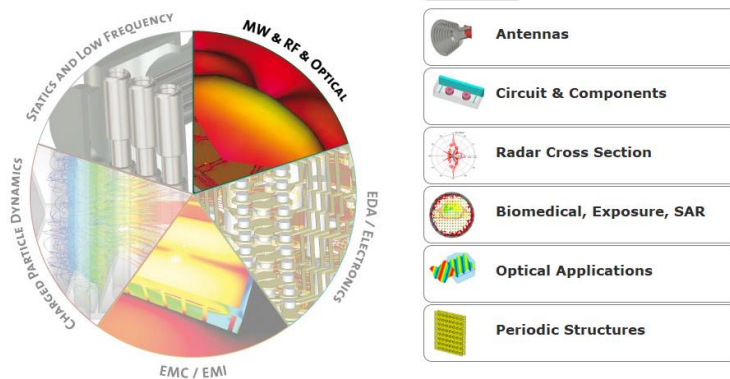 STATICS AND LOW FREQUENCY
MW & RF & OPTICAL
EDA / ELECTRONICS
EMC / EMI
CHARGED PARTICLE DYNAMICS
Antennas
Circuit & Components
Radar Cross Section
Biomedical, Exposure, SAR
Optical Applications
Periodic Structures